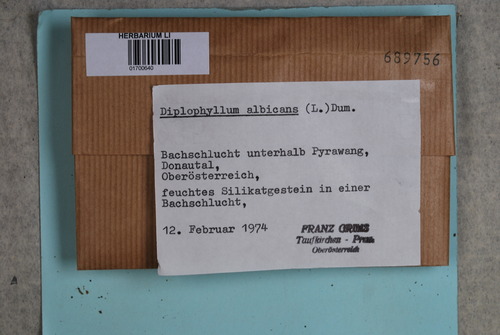 HERBARIUM LI
01700640
689756
Diplophyllum albicans (L.)Dum.
Bachschlucht unterhalb Pyrawang,
Donautal,
Oberösterreich,
feuchtes Silikatgestein in einer
Bachschlucht,
12. Februar 1974
FRANZ GRIMS
Taufkirchen - Pram
Oberösterreich